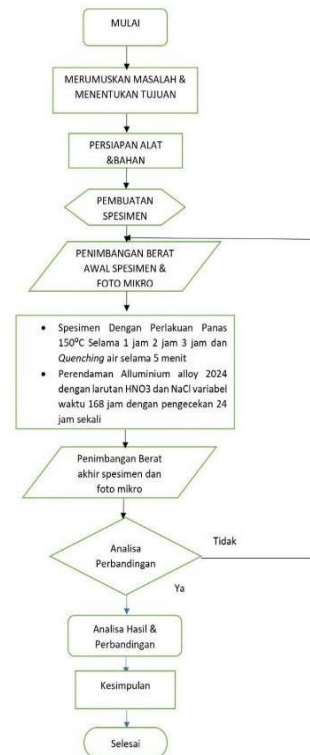 MULAI
MERUMUSKAN MASALAH &
MENENTUKAN TUJUAN
PERSIAPAN ALAT
&BAHAN
PEMBUATAN
SPESIMEN
PENIMBANGAN BERAT
AWAL SPESIMEN &
FOTO MIKRO
• Spesimen Dengan Perlakuan Panas
150⁰C Selama 1 jam 2 jam 3 jam dan
Quenching air selama 5 menit
• Perendaman Alluminium alloy 2024
dengan larutan HNO3 dan NaCl variabel
waktu 168 jam dengan pengecekan 24
jam sekali
Penimbangan Berat
akhir spesimen dan
foto mikro
Analisa
Perbandingan
Tidak
Ya
Analisa Hasil &
Perbandingan
Kesimpulan
Selesai